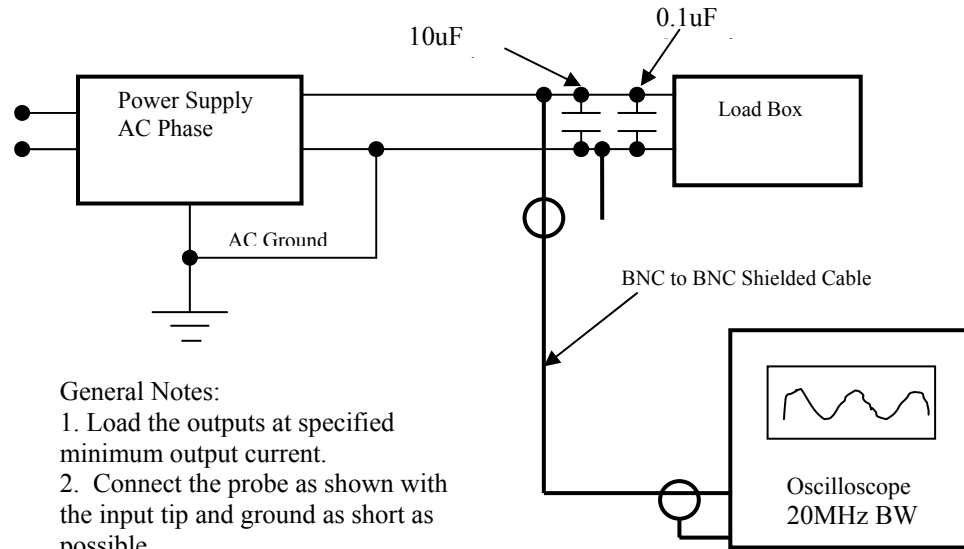 10uF
0.1uF
Power Supply
AC Phase
Load Box
AC Ground
BNC to BNC Shielded Cable
General Notes:
1. Load the outputs at specified
minimum output current.
2. Connect the probe as shown with
the input tip and ground as short as
possible
Oscilloscope
20MHz BW